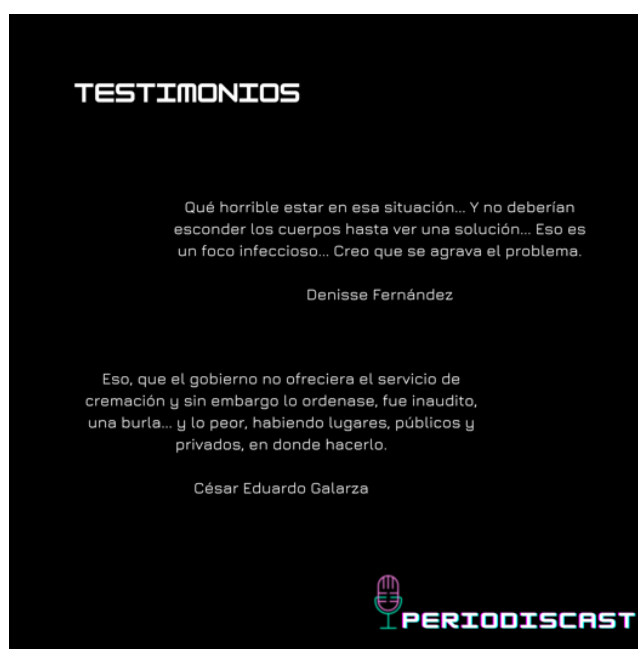 TESTIMONIOS
Qué horrible estar en esa situación... Y no deberían
esconder los cuerpos hasta ver una solución... Eso es
un foco infeccioso... Creo que se agrava el problema.
Denisse Fernández
Eso, que el gobierno no ofreciera el servicio de
cremación y sin embargo lo ordenase, fue inaudito,
una burla... y lo peor, habiendo lugares, públicos y
privados, en donde hacerlo.
César Eduardo Galarza
PERIODISCAST